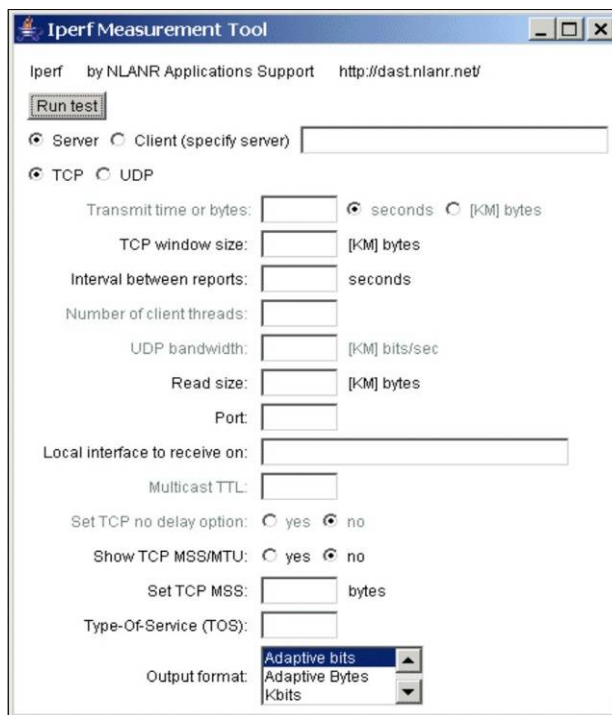 Iperf Measurement Tool
Iperf by NLANR Applications Support http://dast.nlanr.net/
Run test
Server Client (specify server)
TCP UDP
Transmit time or bytes: seconds [KM] bytes
TCP window size: [KM] bytes
Interval between reports: seconds
Number of client threads:
UDP bandwidth: [KM] bits/sec
Read size: [KM] bytes
Port:
Local interface to receive on:
Multicast TTL:
Set TCP no delay option: yes no
Show TCP MSS/MTU: yes no
Set TCP MSS: bytes
Type-Of-Service (TOS):
Output format: Adaptive bits
Adaptive Bytes
Kbits